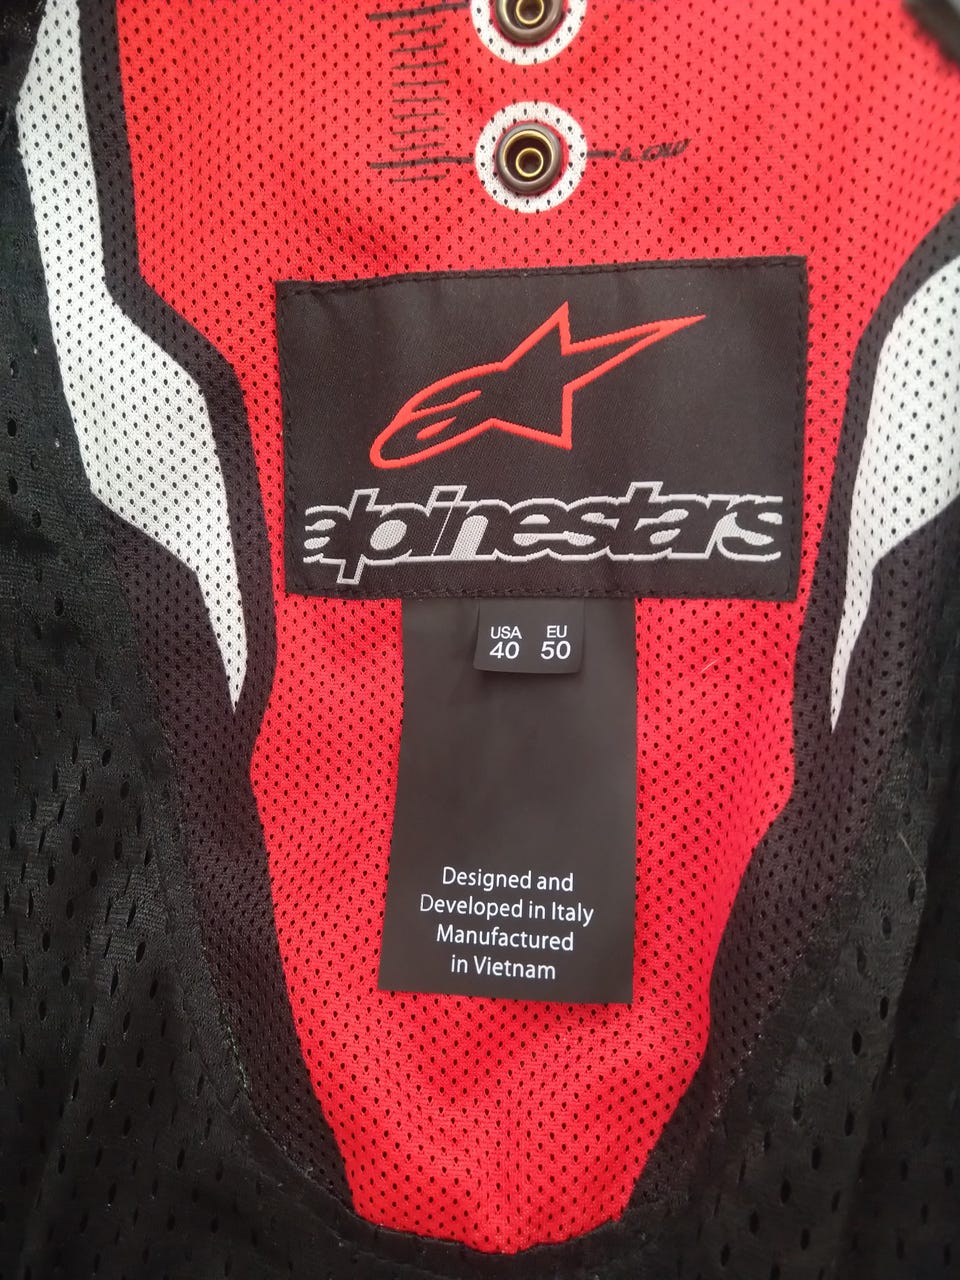 alpinestars
USA EU
40 50
Designed and
Developed in Italy
Manufactured
in Vietnam